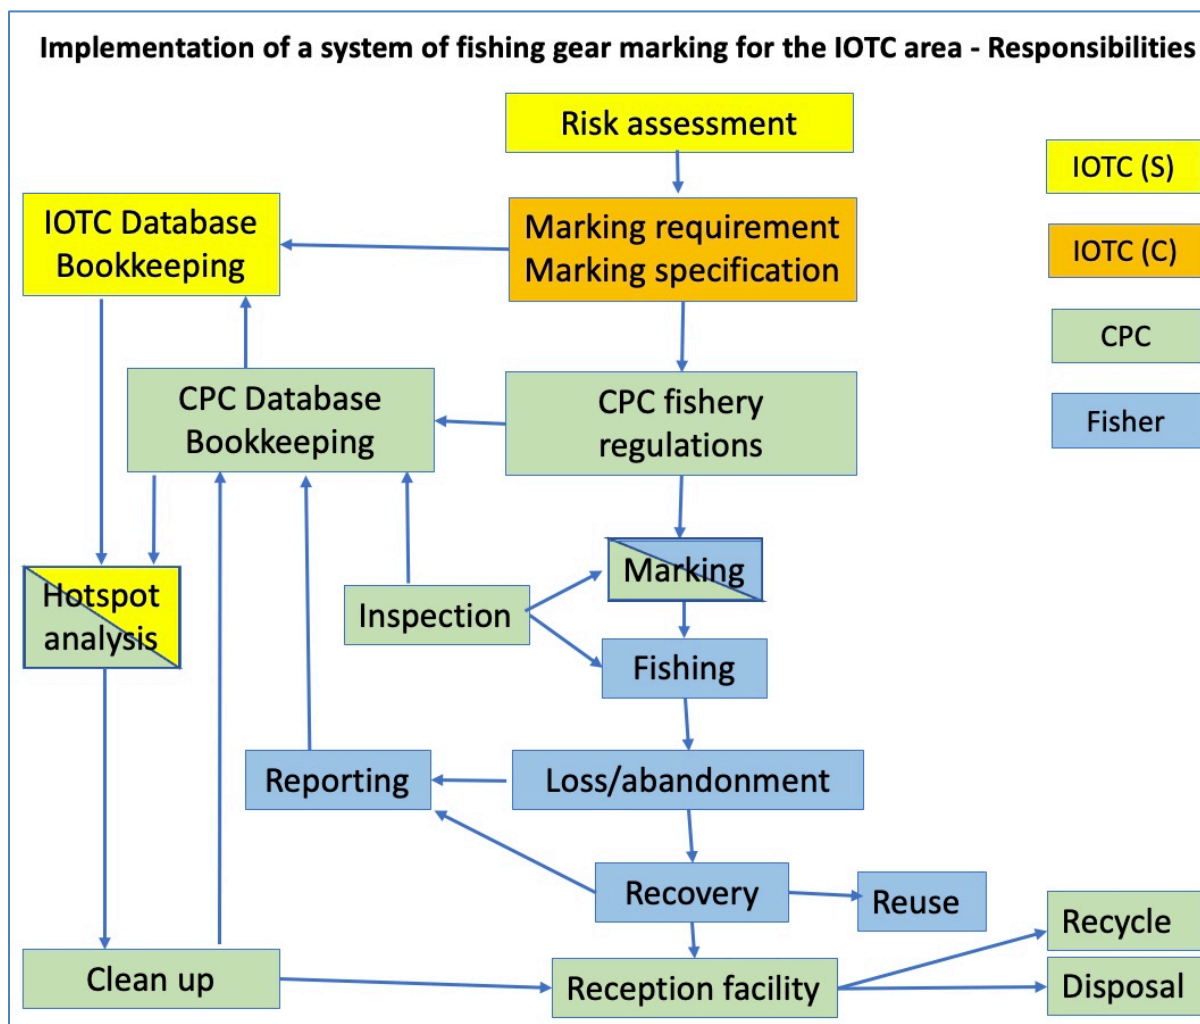 Implementation of a system of fishing gear marking for the IOTC area - Responsibilities
Risk assessment
IOTC (S)
IOTC Database
Bookkeeping
Marking requirement
Marking specification
IOTC (C)
CPC
CPC Database
Bookkeeping
CPC fishery
regulations
Fisher
Hotspot
analysis
Inspection
Marking
Fishing
Reporting
Loss/abandonment
Recovery
Reuse
Recycle
Clean up
Reception facility
Disposal